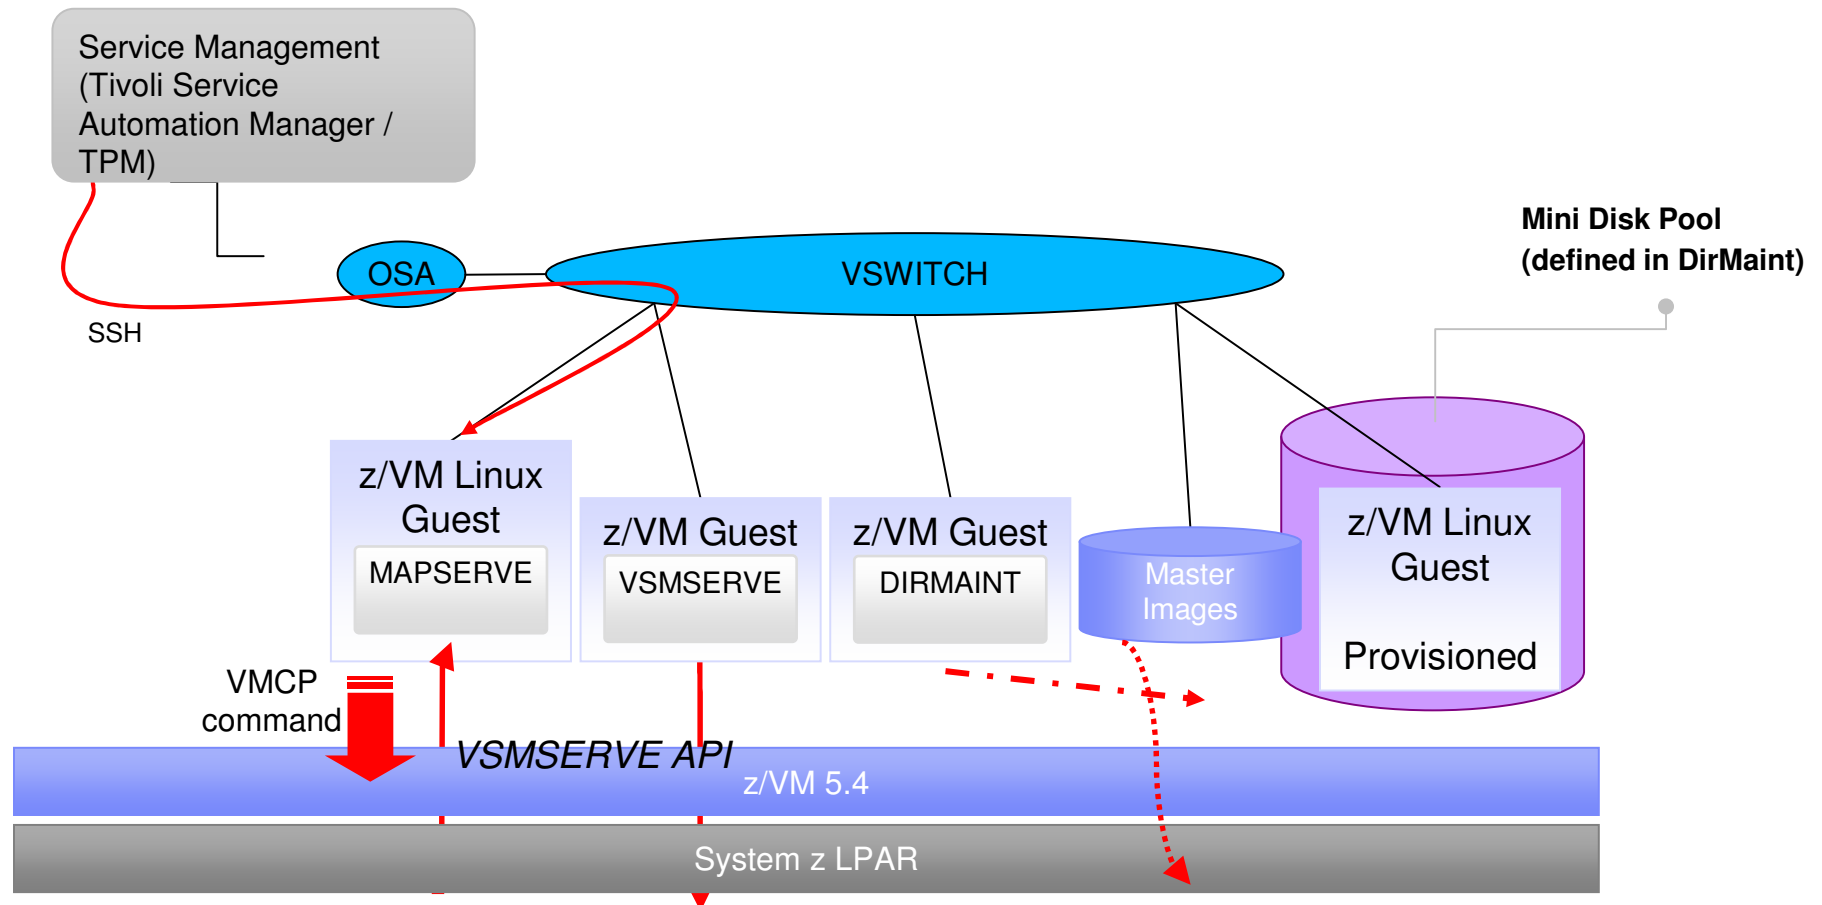 Service Management
(Tivoli Service
Automation Manager /
TPM)
Mini Disk Pool
(defined in DirMaint)
OSA
VSWITCH
SSH
z/VM Linux
Guest
MAPSERVE
z/VM Guest
VSMSERVE
z/VM Guest
DIRMAINT
Master
Images
z/VM Linux
Guest
Provisioned
VMCP
command
VSMSERVE API
z/VM 5.4
System z LPAR